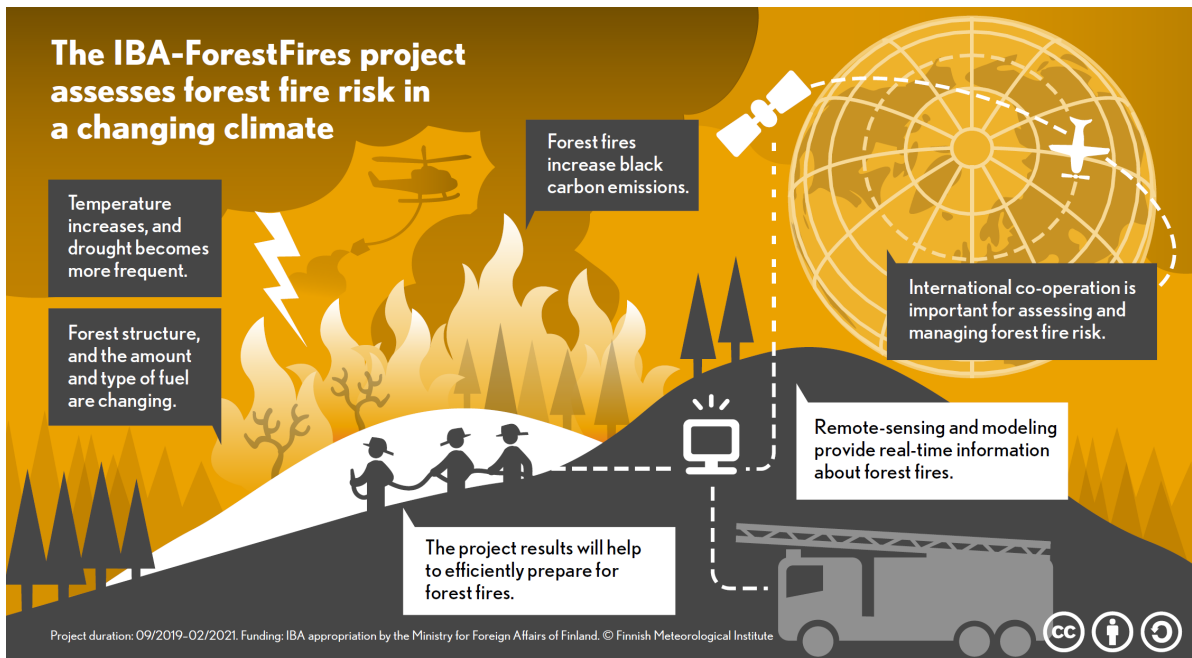 The IBA-ForestFires project
assesses forest fire risk in
a changing climate
Forest fires
increase black
carbon emissions.
Temperature
increases, and
drought becomes
more frequent.
International co-operation is
important for assessing and
managing forest fire risk.
Forest structure,
and the amount
and type of fuel
are changing.
Remote-sensing and modeling
provide real-time information
about forest fires.
The project results will help
to efficiently prepare for
forest fires.
Project duration: 09/2019–02/2021. Funding: IBA appropriation by the Ministry for Foreign Affairs of Finland. © Finnish Meteorological Institute
cc